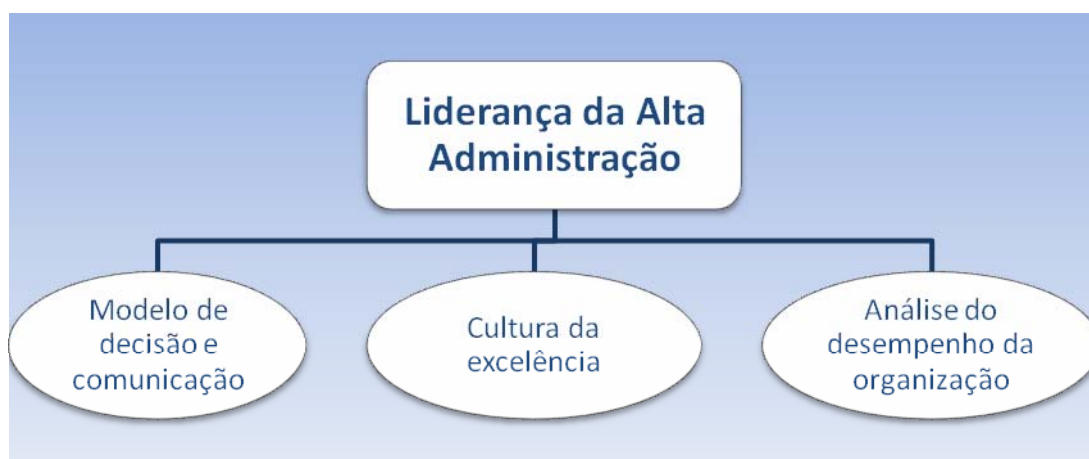 Liderança da Alta
Administração
Modelo de
decisão e
comunicação
Cultura da
excelência
Análise do
desempenho da
organização